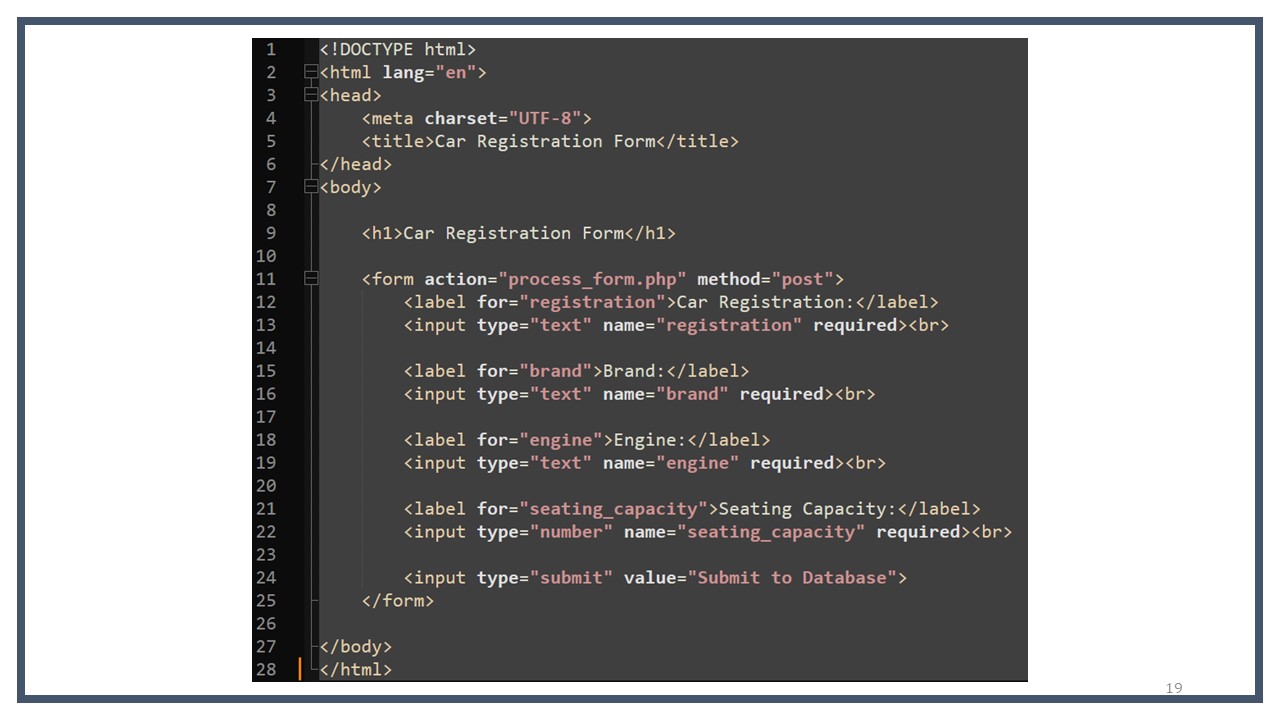 1 <!DOCTYPE html>
2 <html lang="en">
3 <head>
4     <meta charset="UTF-8">
5     <title>Car Registration Form</title>
6 </head>
7 <body>
8
9     <h1>Car Registration Form</h1>
10
11     <form action="process_form.php" method="post">
12         <label for="registration">Car Registration:</label>
13         <input type="text" name="registration" required><br>
14
15         <label for="brand">Brand:</label>
16         <input type="text" name="brand" required><br>
17
18         <label for="engine">Engine:</label>
19         <input type="text" name="engine" required><br>
20
21         <label for="seating_capacity">Seating Capacity:</label>
22         <input type="number" name="seating_capacity" required><br>
23
24         <input type="submit" value="Submit to Database">
25     </form>
26
27 </body>
28 </html>
19